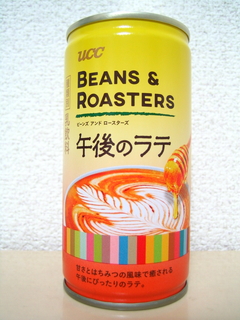 UCC
BEANS &
ROASTERS
ビーンズ アンド ロースターズ
午後のラテ
甘さとはちみつの風味で癒される
午後にぴったりのラテ。